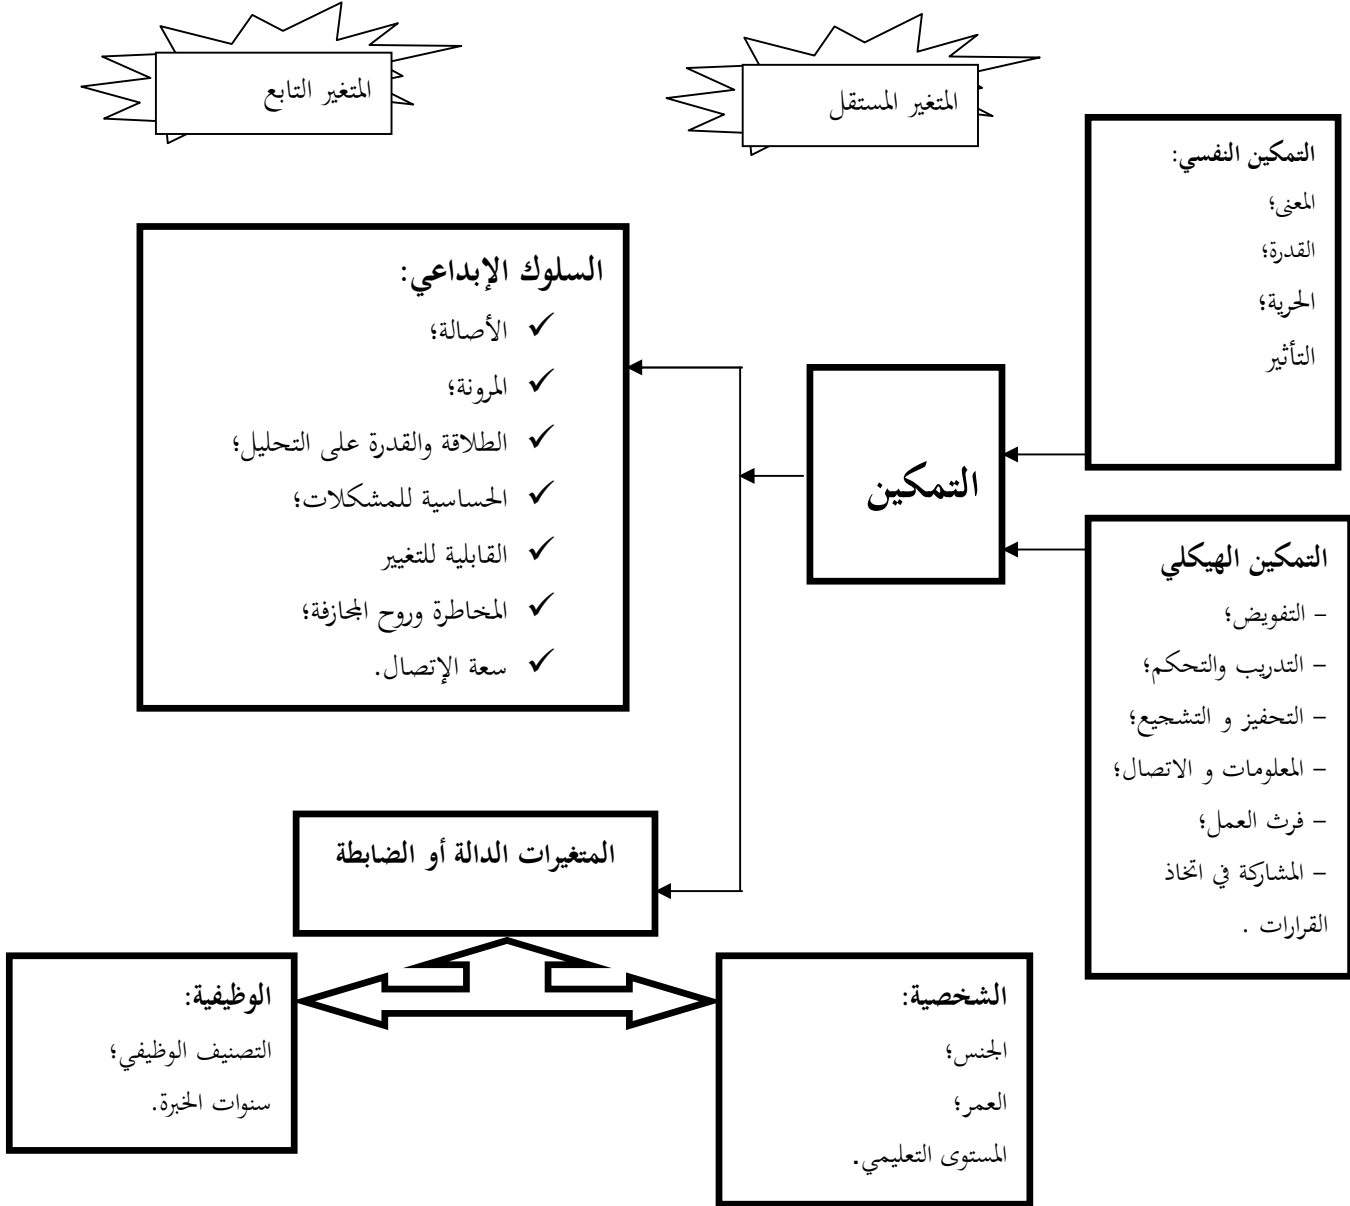 المتغير المستقل
المتغير التابع
التمكين النفسي:
المعنى؛
القدرة؛
الحرية؛
التأثير
التمكين الهيكلي
- التفويض؛
- التدريب والتحكم؛
- التحفيز و التشجيع؛
- المعلومات و الاتصال؛
- فرث العمل؛
- المشاركة في اتخاذ
القرارات .
التمكين
السلوك الإبداعي:
✓ الأصالة؛
✓ المرونة؛
✓ الطلاقة والقدرة على التحليل؛
✓ الحساسية للمشكلات؛
✓ القابلية للتغيير
✓ المخاطرة وروح المجازفة؛
✓ سعة الإتصال.
المتغيرات الدالة أو الضابطة
الشخصية:
الجنس؛
العمر؛
المستوى التعليمي.
الوظيفية:
التصنيف الوظيفي؛
سنوات الخبرة.